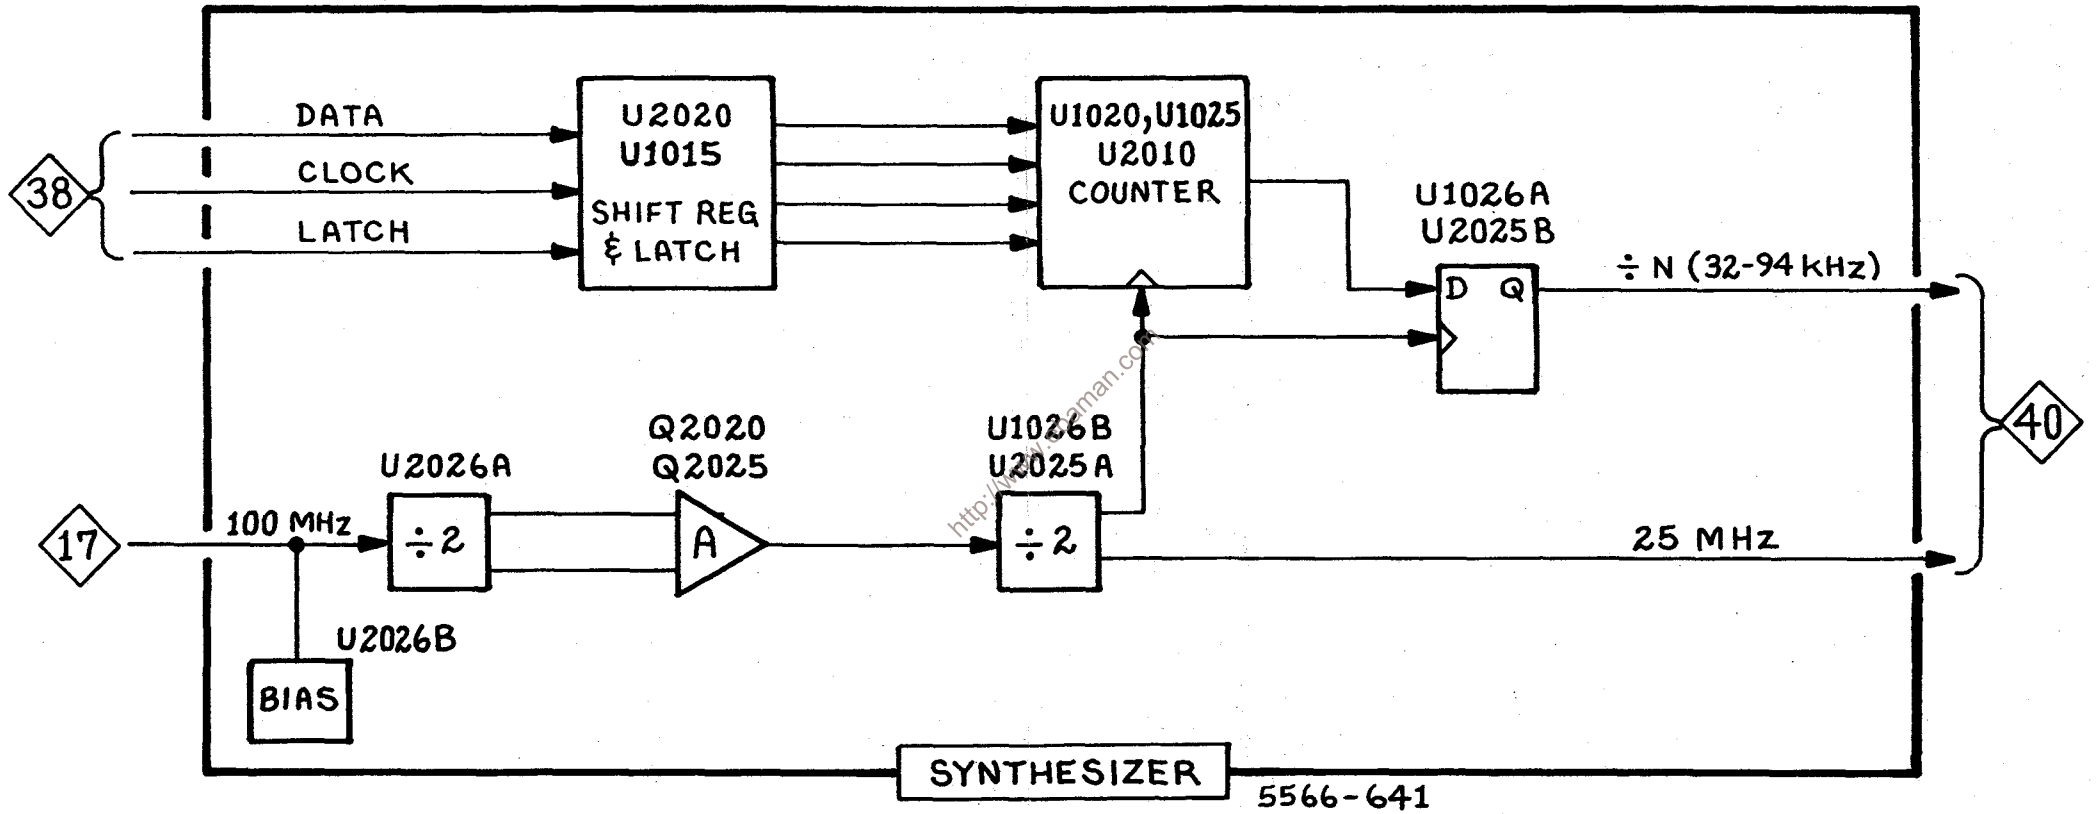 DATA
CLOCK
LATCH
38
U2020
U1015
SHIFT REG
& LATCH
U1020,U1025
U2010
COUNTER
U1026A
U2025B
D Q
÷ N (32-94 kHz)
40
17
100 MHz
U2026A
÷2
Q2020
Q2025
A
U1026B
U2025A
÷2
25 MHz
U2026B
BIAS
SYNTHESIZER
5566-641